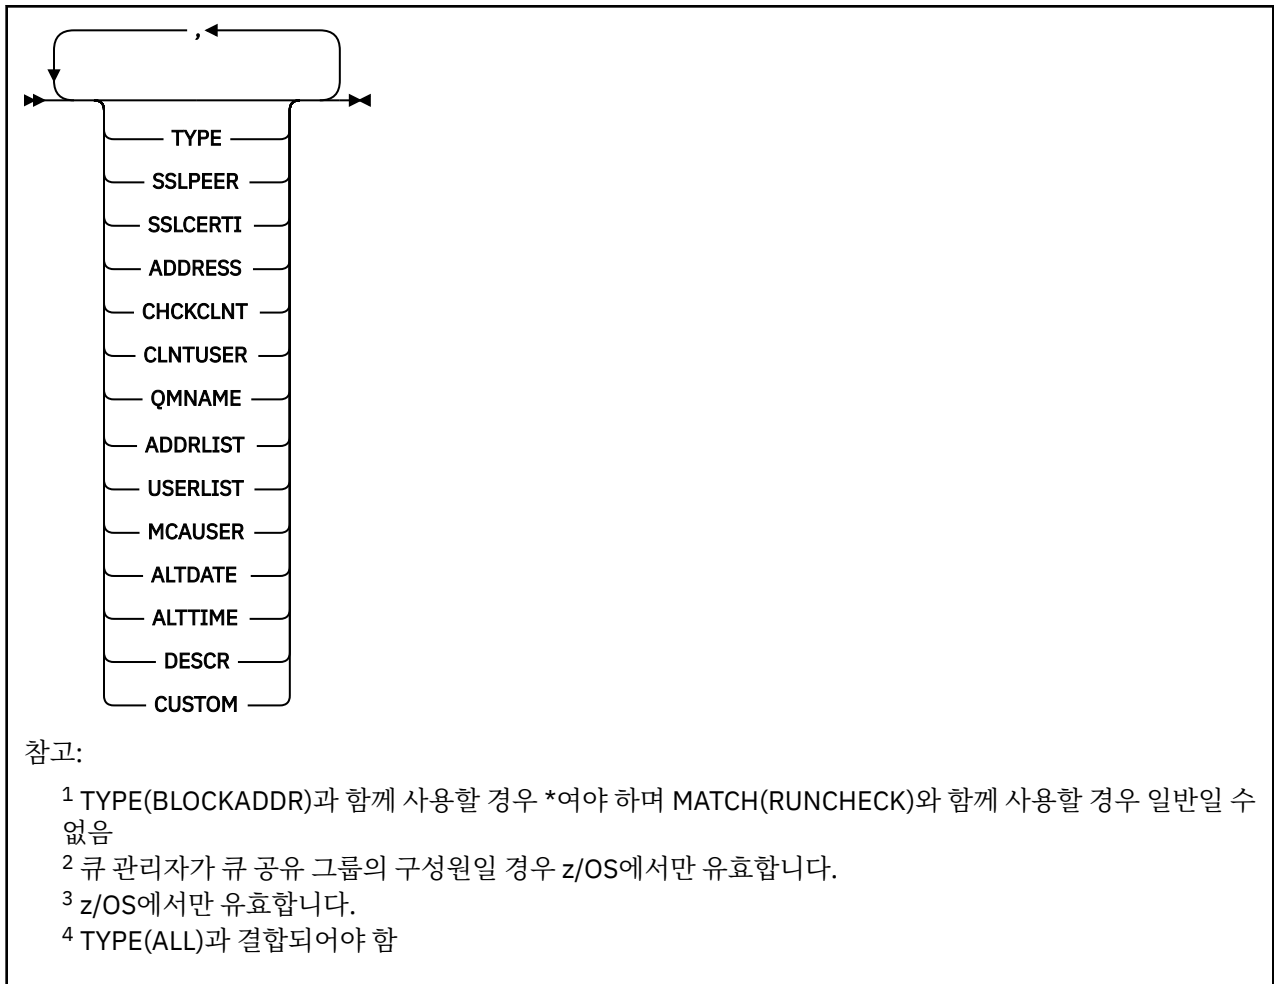 ,
TYPE
SSLPEER
SSLCERTI
ADDRESS
CHCKCLNT
CLNTUSER
QMNAME
ADDRLIST
USERLIST
MCAUSER
ALTDATE
ALTTIME
DESCR
CUSTOM
참고:
1 TYPE(BLOCKADDR)과 함께 사용할 경우 *여야 하며 MATCH(RUNCHECK)와 함께 사용할 경우 일반일 수
없음
2 큐 관리자가 큐 공유 그룹의 구성원일 경우 z/OS에서만 유효합니다.
3 z/OS에서만 유효합니다.
4 TYPE(ALL)과 결합되어야 함